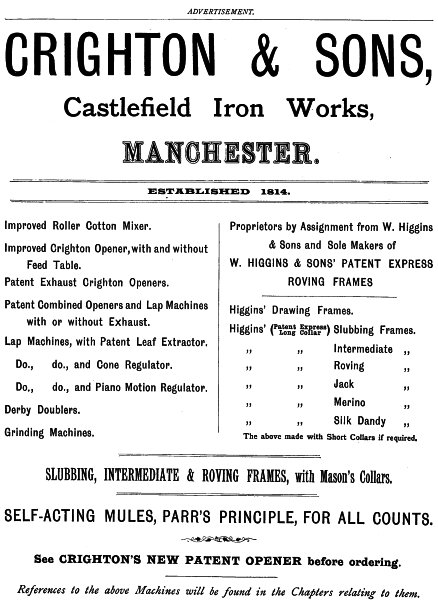 ADVERTISEMENT.
CRIGHTON & SONS,
Castlefield Iron Works,
MANCHESTER.
ESTABLISHED 1814.
Improved Roller Cotton Mixer.
Improved Crighton Opener, with and without
Feed Table.
Patent Exhaust Crighton Openers.
Patent Combined Openers and Lap Machines
with or without Exhaust.
Lap Machines, with Patent Leaf Extractor.
Do., do., and Cone Regulator.
Do., do., and Piano Motion Regulator.
Derby Doublers.
Grinding Machines.
Proprietors by Assignment from W. Higgins
& Sons and Sole Makers of
W. HIGGINS & SONS' PATENT EXPRESS
ROVING FRAMES
Higgins' Drawing Frames.
Higgins' (Patent Express Long Collar) Slubbing Frames.
„ „ Intermediate „
„ „ Roving „
„ „ Jack „
„ „ Merino „
„ „ Silk Dandy „
The above made with Short Collars if required.
SLUBBING, INTERMEDIATE & ROVING FRAMES, with Mason's Collars.
SELF-ACTING MULES, PARR'S PRINCIPLE, FOR ALL COUNTS.
See CRIGHTON'S NEW PATENT OPENER before ordering.
References to the above Machines will be found in the Chapters relating to them.